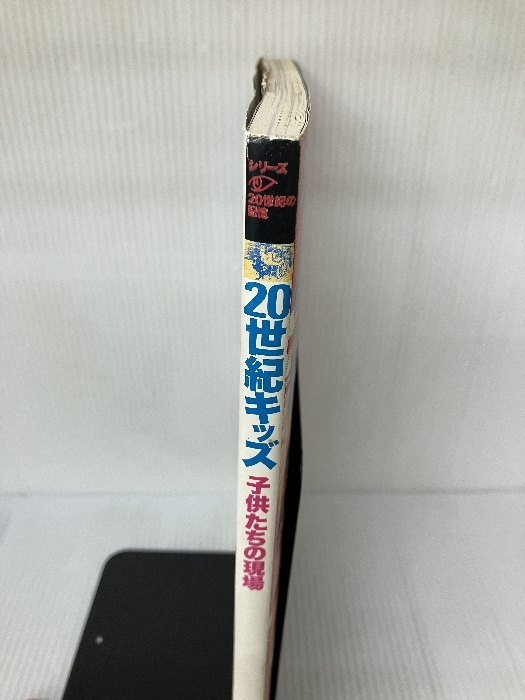 シリーズ
20世紀の
記憶
20世紀キッズ
子供たちの現場